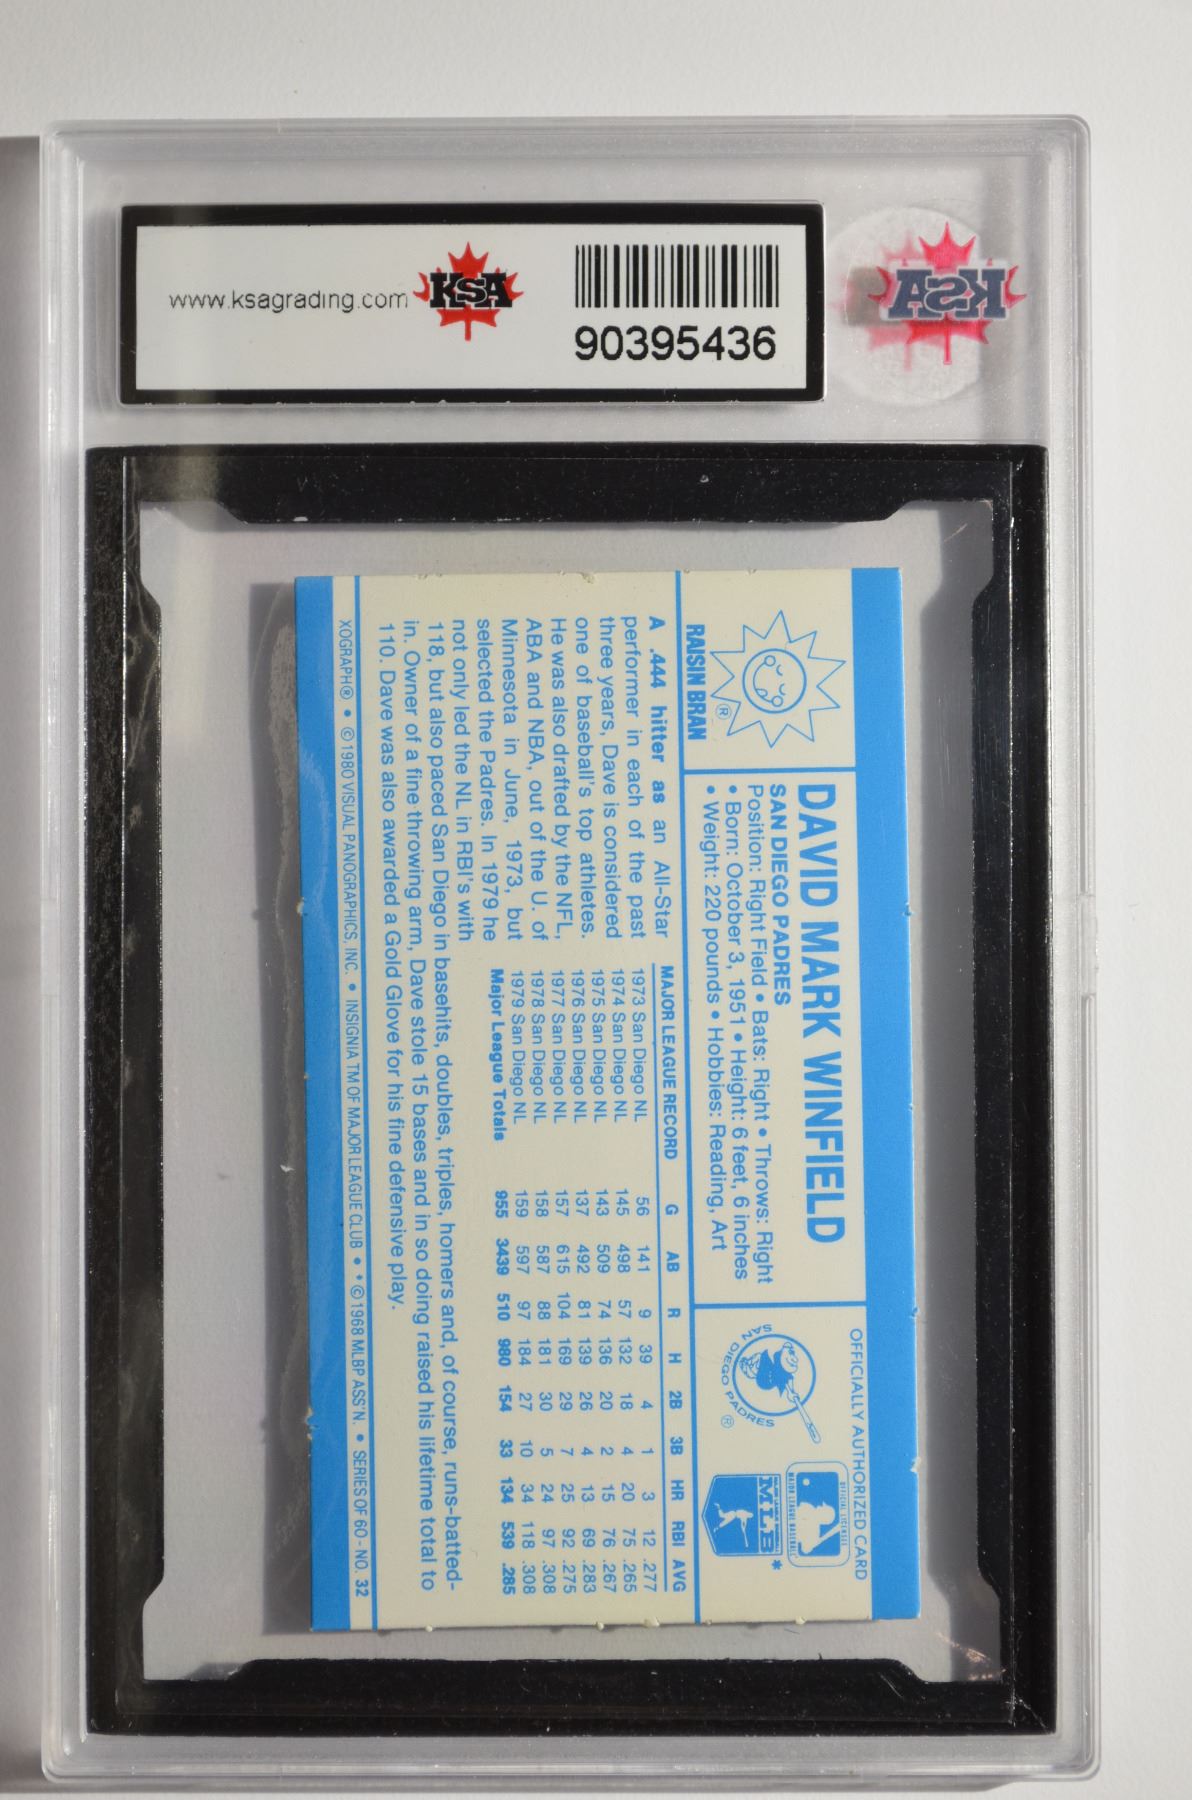 www.ksagrading.com
KSA
90395436
KSA
OFFICIALLY AUTHORIZED CARD
RAISIN BRAN
®
DAVID MARK WINFIELD
SAN DIEGO PADRES
Position: Right Field • Bats: Right • Throws: Right
• Born: October 3, 1951 • Height: 6 feet, 6 inches
• Weight: 220 pounds • Hobbies: Reading, Art
SAN DIEGO PADRES
®
MAJOR LEAGUE BASEBALL
MLB
*
A .444 hitter as an All-Star
performer in each of the past
three years, Dave is considered
one of baseball's top athletes.
He was also drafted by the NFL,
ABA and NBA, out of the U. of
Minnesota in June, 1973, but
selected the Padres. In 1979 he
not only led the NL in RBI's with
118, but also paced San Diego in basehits, doubles, triples, homers and, of course, runs-batted-
in. Owner of a fine throwing arm, Dave stole 15 bases and in so doing raised his lifetime total to
110. Dave was also awarded a Gold Glove for his fine defensive play.
MAJOR LEAGUE RECORD G AB R H 2B 3B HR RBI AVG
1973 San Diego NL 56 141 9 39 4 1 3 12 .277
1974 San Diego NL 145 498 57 132 18 4 20 75 .265
1975 San Diego NL 143 509 74 136 20 2 15 76 .267
1976 San Diego NL 137 492 81 139 26 4 13 69 .283
1977 San Diego NL 157 615 104 169 29 7 25 92 .275
1978 San Diego NL 158 587 88 181 30 5 24 97 .308
1979 San Diego NL 159 597 97 184 27 10 34 118 .308
Major League Totals 955 3439 510 980 154 33 134 539 .285
XOGRAPH® • ©1980 VISUAL PANOGRAPHICS, INC. • INSIGNIA TM OF MAJOR LEAGUE CLUB • *©1968 MLBP ASS'N. • SERIES OF 60 - NO. 32